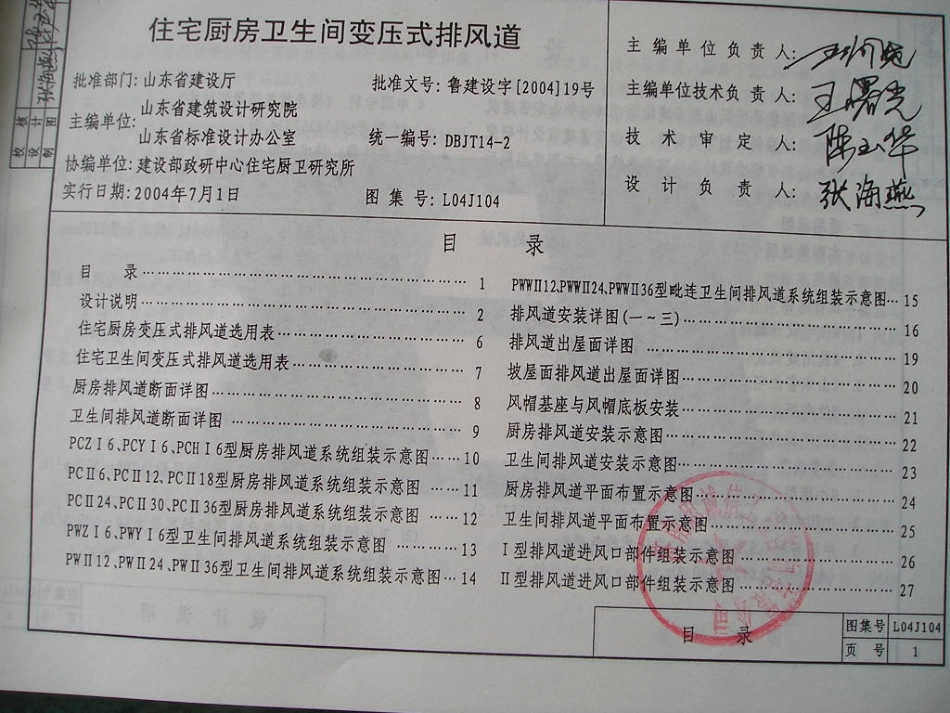 住宅厨房卫生间变压式排风道
批准部门:山东省建设厅 批准文号:鲁建设字[2004]19号
主编单位:山东省建筑设计研究院
山东省标准设计办公室 统一编号:DBJT14-2
协编单位:建设部政研中心住宅厨卫研究所
实行日期:2004年7月1日 图集号:L04J104
主编单位负责人:
主编单位技术负责人:王曙光
技术审定人:陈玉华
设计负责人:张海燕
校 核
设 计
制 图
目 录
目 录……1
设计说明……2
住宅厨房变压式排风道选用表……6
住宅卫生间变压式排风道选用表……7
厨房排风道断面详图……8
卫生间排风道断面详图……9
PCZⅠ6、PCYⅠ6、PCHⅠ6型厨房排风道系统组装示意图……10
PCⅡ6、PCⅡ12、PCⅡ18型厨房排风道系统组装示意图……11
PCⅡ24、PCⅡ30、PCⅡ36型厨房排风道系统组装示意图……12
PWZⅠ6、PWYⅠ6型卫生间排风道系统组装示意图……13
PWⅡ12、PWⅡ24、PWⅡ36型卫生间排风道系统组装示意图……14
PWWⅡ12、PWWⅡ24、PWWⅡ36型毗连卫生间排风道系统组装示意图……15
排风道安装详图(一~三)……16
排风道出屋面详图……19
坡屋面排风道出屋面详图……20
风帽基座与风帽底板安装……21
厨房排风道安装示意图……22
卫生间排风道安装示意图……23
厨房排风道平面布置示意图……24
卫生间排风道平面布置示意图……25
Ⅰ型排风道进风口部件组装示意图……26
Ⅱ型排风道进风口部件组装示意图……27
目 录
图集号 L04J104
页 号 1